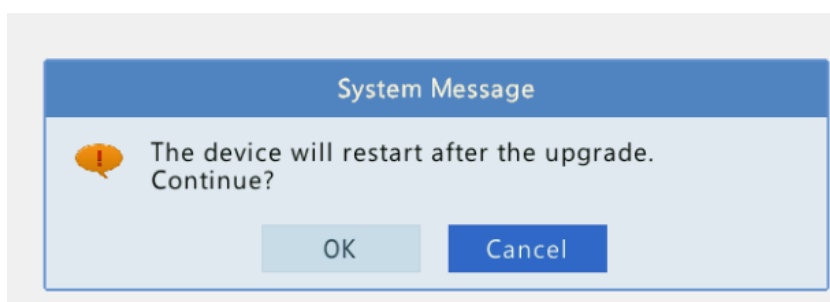 System Message
The device will restart after the upgrade.
Continue?
OK
Cancel